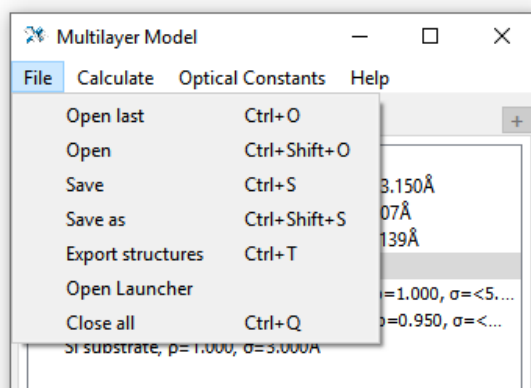 Multilayer Model
File Calculate Optical Constants Help
Open last Ctrl+O
Open Ctrl+Shift+O
Save Ctrl+S 3.150Å
Save as Ctrl+Shift+S 07Å
Export structures Ctrl+T 139Å
Open Launcher =1.000, σ=<5....
Close all Ctrl+Q =0.950, σ=<...
Si substrate, ρ=1.000, σ=3.000Å